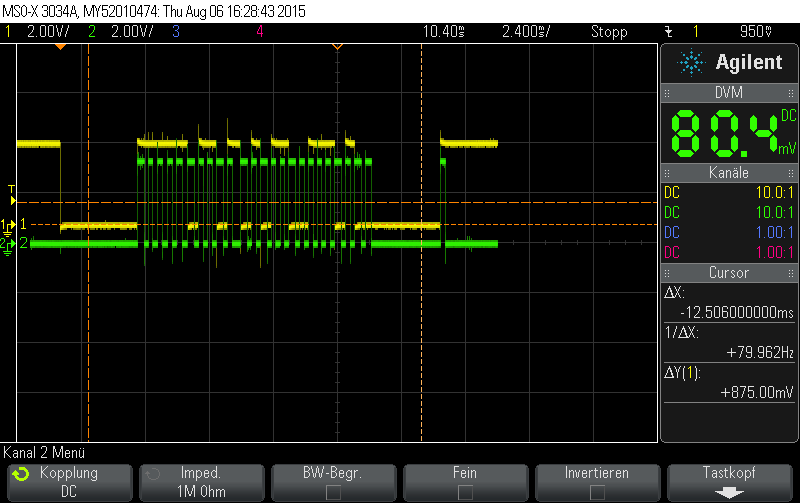 MSO-X 3034A, MY52010474: Thu Aug 06 16:28:43 2015
1 2.00V/ 2 2.00V/ 3 4 10.40s 2.400s/ Stopp 1 950V
Agilent
DVM
DC
80.4 mV
Kanäle
DC 10.0:1
DC 10.0:1
DC 1.00:1
DC 1.00:1
Cursor
ΔX:
-12.506000000ms
1/ΔX:
+79.962Hz
ΔY(1):
+875.00mV
T
1 1
2 2
Kanal 2 Menü
Kopplung
DC
Imped.
1M Ohm
BW-Begr.
Fein
Invertieren
Tastkopf